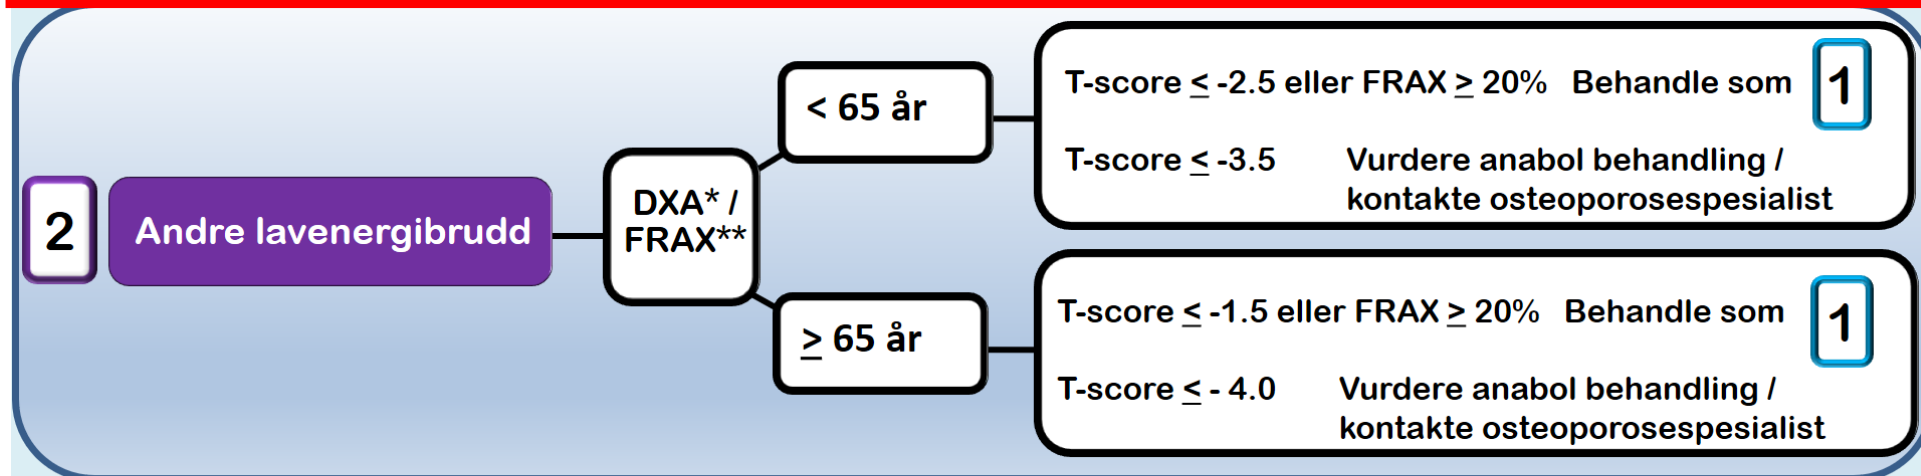 2
Andre lavenergibrudd
DXA* /
FRAX**
< 65 år
T-score ≤ -2.5 eller FRAX ≥ 20% Behandle som 1
T-score ≤ -3.5 Vurdere anabol behandling /
kontakte osteoporosespesialist
≥ 65 år
T-score ≤ -1.5 eller FRAX ≥ 20% Behandle som 1
T-score ≤ - 4.0 Vurdere anabol behandling /
kontakte osteoporosespesialist